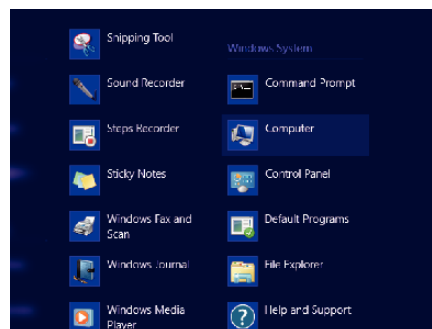 Snipping Tool
Sound Recorder
Steps Recorder
Sticky Notes
Windows Fax and
Scan
Windows Journal
Windows Media
Player
Windows System
Command Prompt
Computer
Control Panel
Default Programs
File Explorer
Help and Support